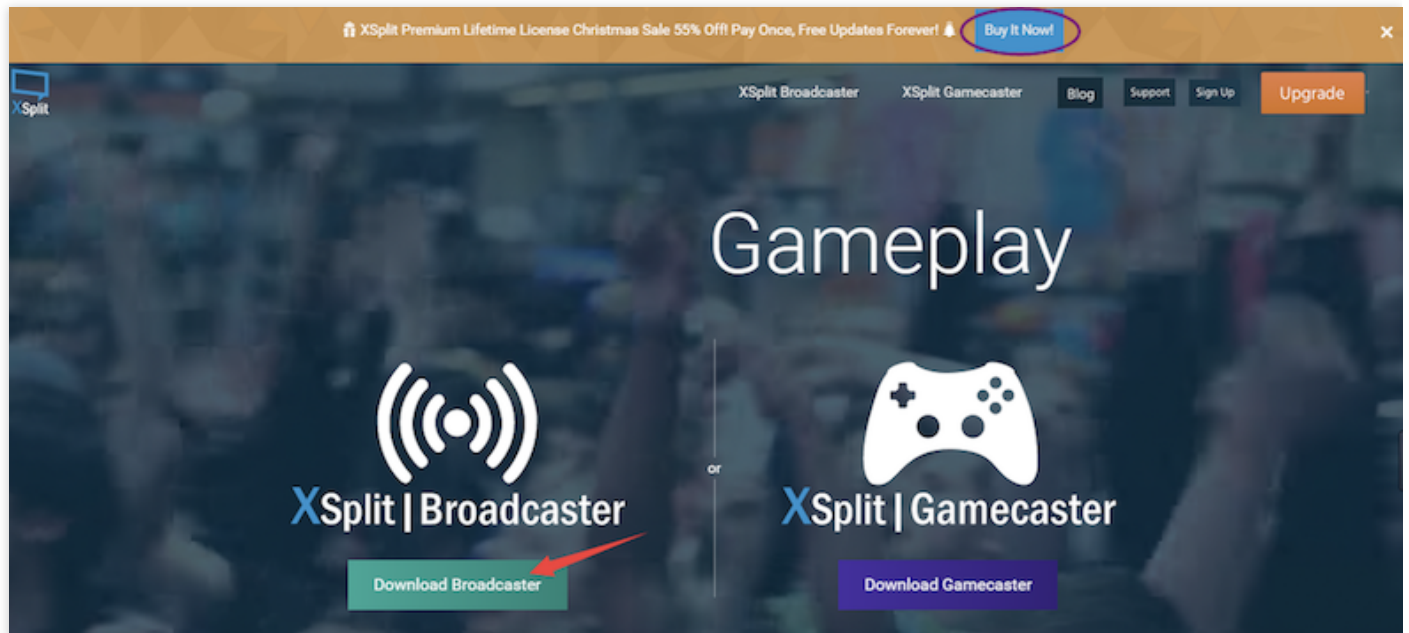 XSplit Premium Lifetime License Christmas Sale 55% Off! Pay Once, Free Updates Forever! Buy It Now!
XSplit
XSplit Broadcaster XSplit Gamecaster Blog Support Sign Up Upgrade
Gameplay
XSplit | Broadcaster
Download Broadcaster
or
XSplit | Gamecaster
Download Gamecaster